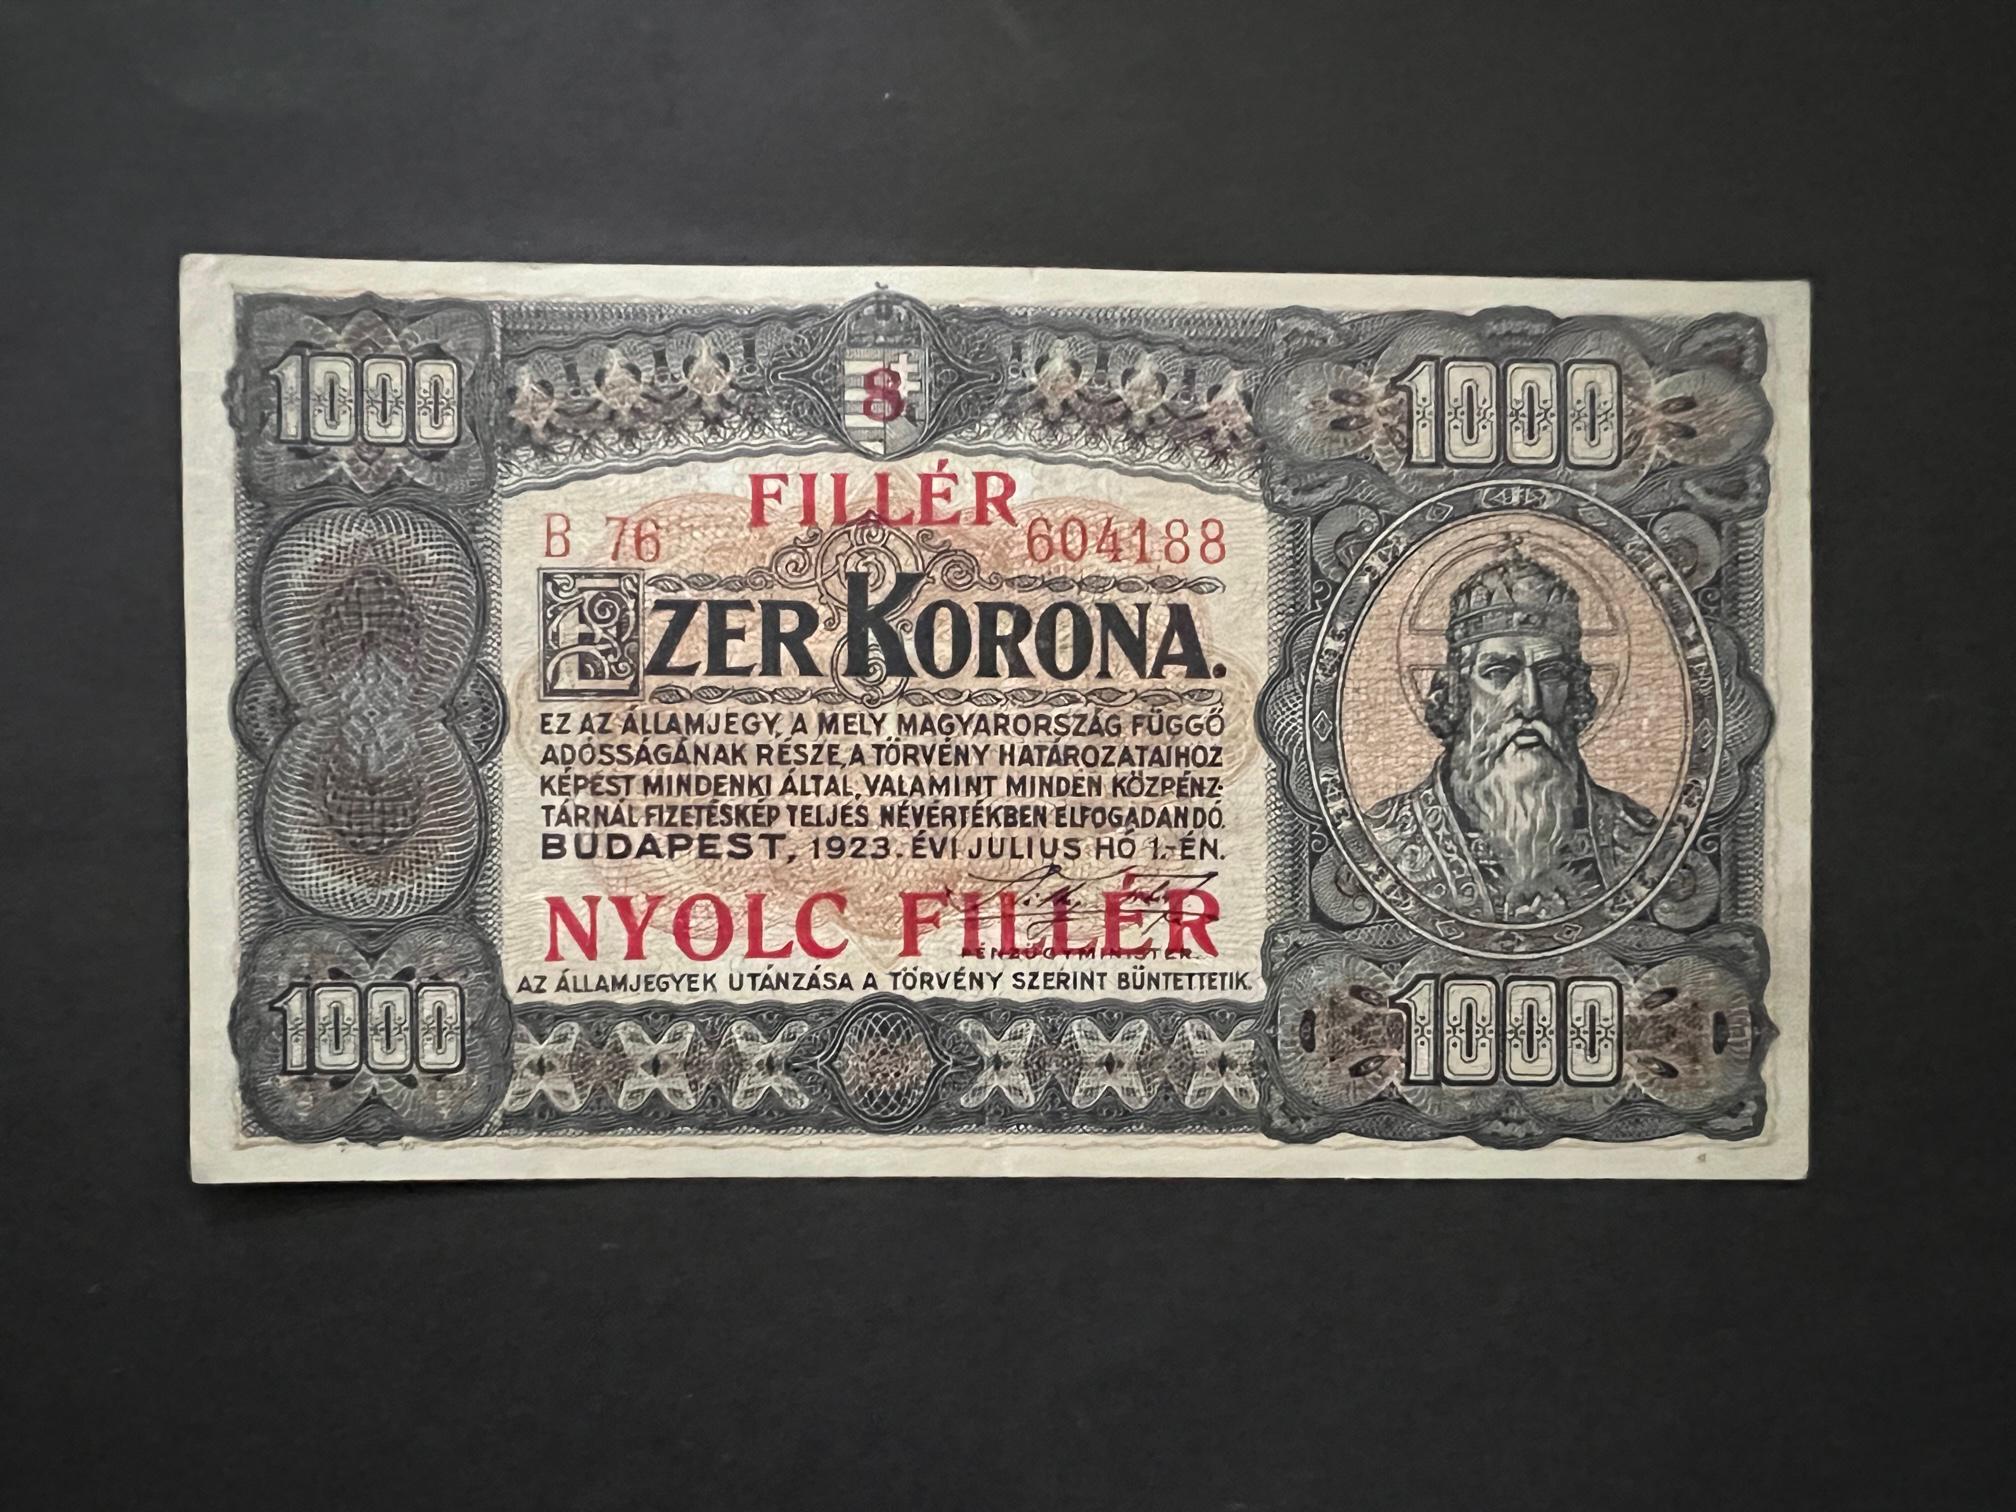 1000
1000
8
FILLÉR
B 76 604188
EZER KORONA.
EZ AZ ÁLLAMJEGY, A MELY MAGYARORSZÁG FÜGGŐ
ADÓSSÁGÁNAK RÉSZE, A TÖRVÉNY HATÁROZATAIHOZ
KÉPEST MINDENKI ÁLTAL, VALAMINT MINDEN KÖZPÉNZ-
TÁRNÁL FIZETÉSKÉP TELJES NÉVÉRTÉKBEN ELFOGADANDÓ.
BUDAPEST, 1923. ÉVI JULIUS HÓ 1.-ÉN.
NYOLC FILLÉR
PÉNZÜGYMINISTER.
AZ ÁLLAMJEGYEK UTÁNZÁSA A TÖRVÉNY SZERINT BÜNTETTETIK.
1000
1000